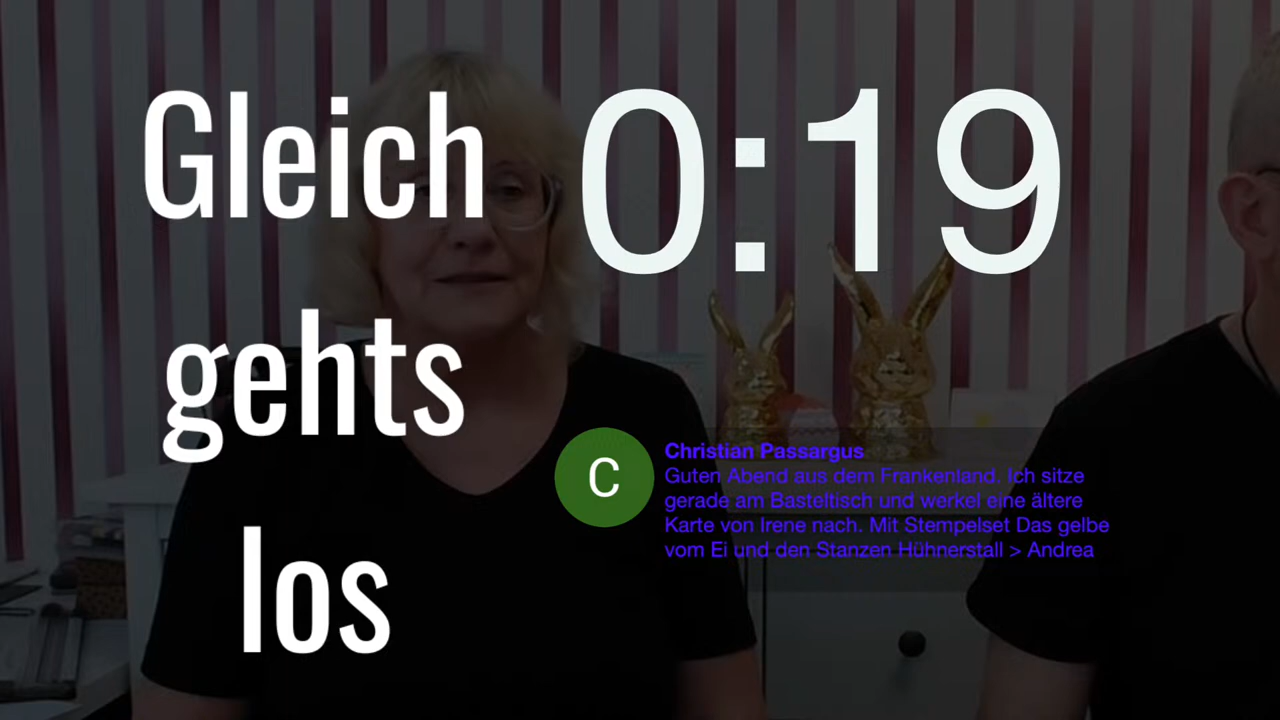 Gleich
gehts
los
0:19
C
Christian Passargus
Guten Abend aus dem Frankenland. Ich sitze
gerade am Basteltisch und werkel eine ältere
Karte von Irene nach. Mit Stempelset Das gelbe
vom Ei und den Stanzen Hühnerstall > Andrea